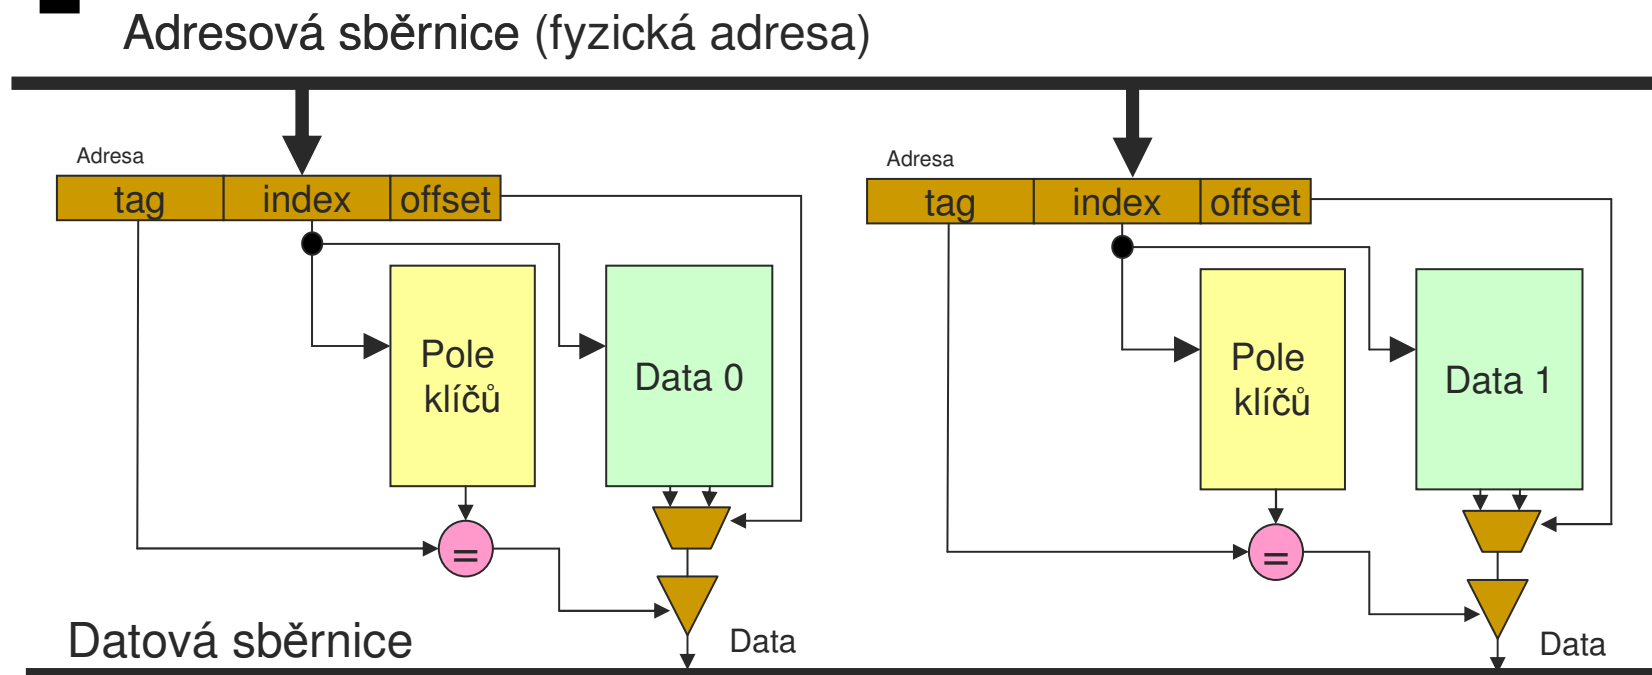 Adresová sběrnice (fyzická adresa)
Adresa
tag index offset
Pole
klíčů
Data 0
=
Data
Adresa
tag index offset
Pole
klíčů
Data 1
=
Data
Datová sběrnice